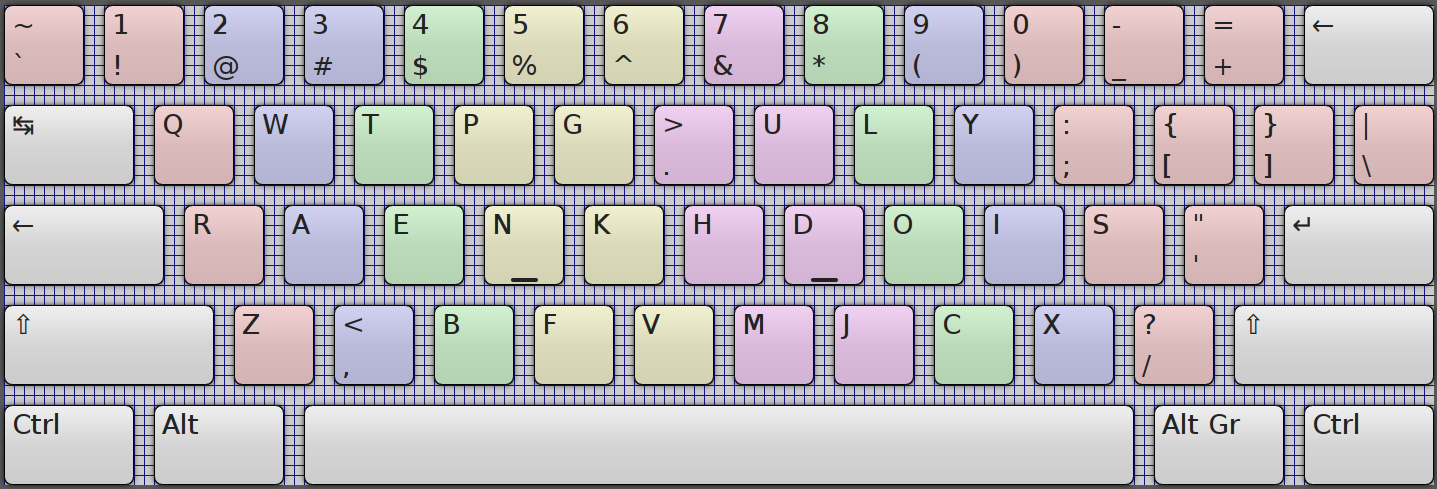 ~ 1 2 3 4 5 6 7 8 9 0 - = ←
` ! @ # $ % ^ & * ( ) _ +
↹ Q W T P G > U L Y : { } |
. ; [ ] \
← R A E N K H D O I S " ↵
'
⇧ Z < B F V M J C X ? ⇧
, /
Ctrl Alt Alt Gr Ctrl